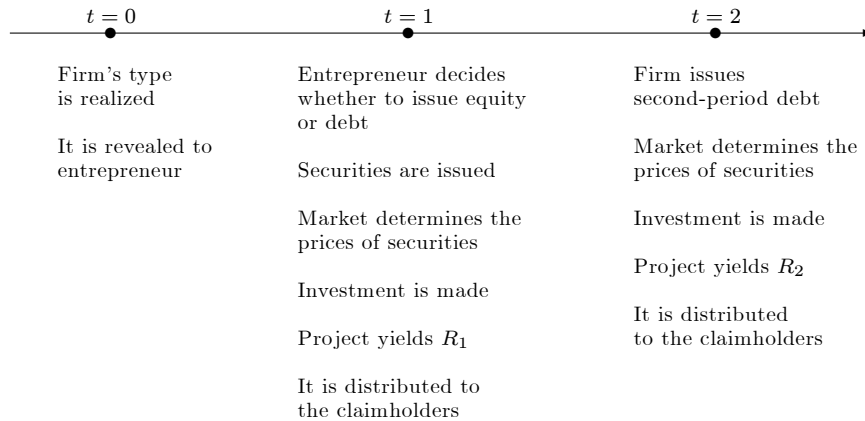 t = 0
t = 1
t = 2
Firm's type
is realized
It is revealed to
entrepreneur
Entrepreneur decides
whether to issue equity
or debt
Securities are issued
Market determines the
prices of securities
Investment is made
Project yields R₁
It is distributed to
the claimholders
Firm issues
second-period debt
Market determines the
prices of securities
Investment is made
Project yields R₂
It is distributed
to the claimholders